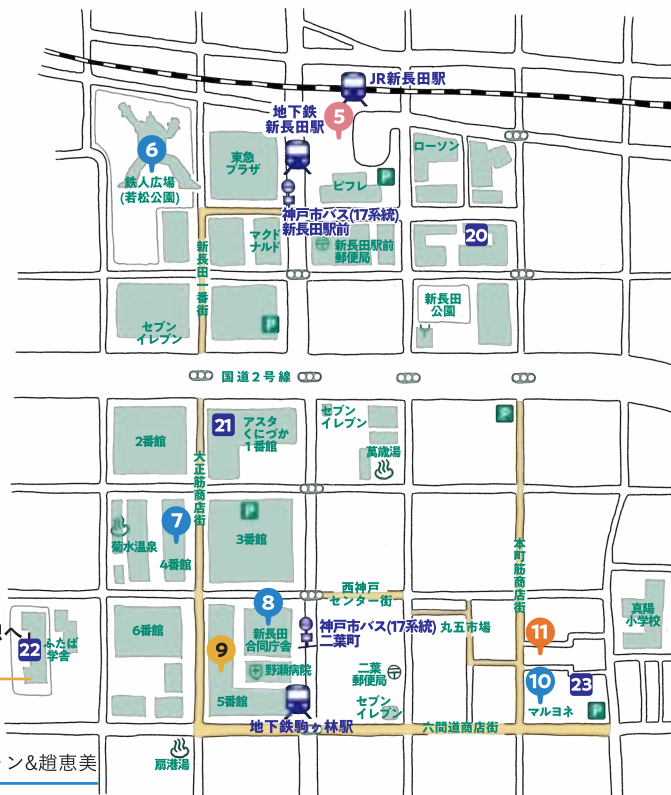 JR新長田駅
地下鉄
新長田駅
5
6
鉄人広場
(若松公園)
東急
プラザ
ローソン
ピフレ
P
神戸市バス(17系統)
新長田駅前
20
マクド
ナルド
新長田駅前
郵便局
新長田一番街
新長田
公園
セブン
イレブン
P
国道2号線
21
アスタ
くにづか
1番館
2番館
セブン
イレブン
P
萬歳湯
大正筋商店街
7
菊水温泉
4番館
P
3番館
本町筋商店街
西神戸
センター街
8
新長田
合同庁舎
神戸市バス(17系統)
二葉町
丸五市場
真陽
小学校
へ
22
ふたば
学舎
6番館
9
野瀬病院
二葉
郵便局
11
10
23
マルヨネ
P
5番館
セブン
イレブン
地下鉄駒ヶ林駅
六間道商店街
扇港湯
ン&趙恵美